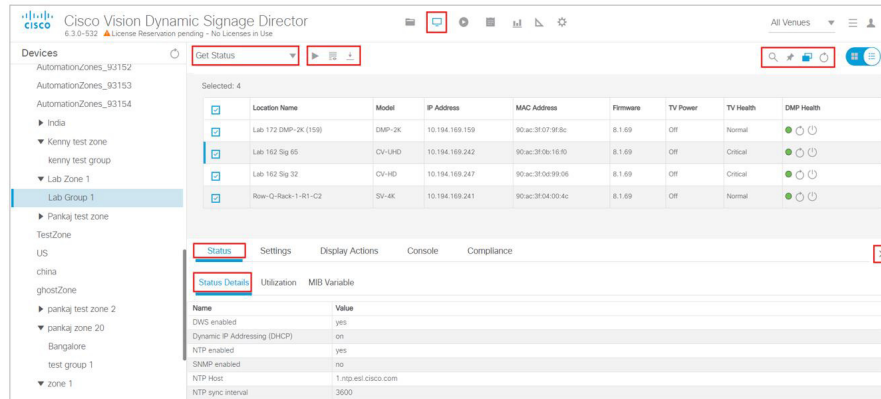 CISCO Cisco Vision Dynamic Signage Director
6.3.0-532 License Reservation pending - No Licenses in Use
All Venues
Devices
Get Status
AutomationZones_93152
AutomationZones_93153
AutomationZones_93154
India
Kenny test zone
kenny test group
Lab Zone 1
Lab Group 1
Pankaj test zone
TestZone
US
china
ghostZone
pankaj test zone 2
pankaj zone 20
Bangalore
test group 1
zone 1
Selected: 4
Location Name Model IP Address MAC Address Firmware TV Power TV Health DMP Health
Lab 172 DMP-2K (159) DMP-2K 10.194.169.159 90:ac:3f:07:9f:8c 8.1.69 Off Normal
Lab 162 Sig 65 CV-UHD 10.194.169.242 90:ac:3f:0b:16:f0 8.1.69 Off Critical
Lab 162 Sig 32 CV-HD 10.194.169.247 90:ac:3f:0d:99:06 8.1.69 Off Critical
Row-Q-Rack-1-R1-C2 SV-4K 10.194.169.241 90:ac:3f:04:00:4c 8.1.69 Off Normal
Status Settings Display Actions Console Compliance
Status Details Utilization MIB Variable
Name Value
DWS enabled yes
Dynamic IP Addressing (DHCP) on
NTP enabled yes
SNMP enabled no
NTP Host 1.ntp.esl.cisco.com
NTP sync interval 3600